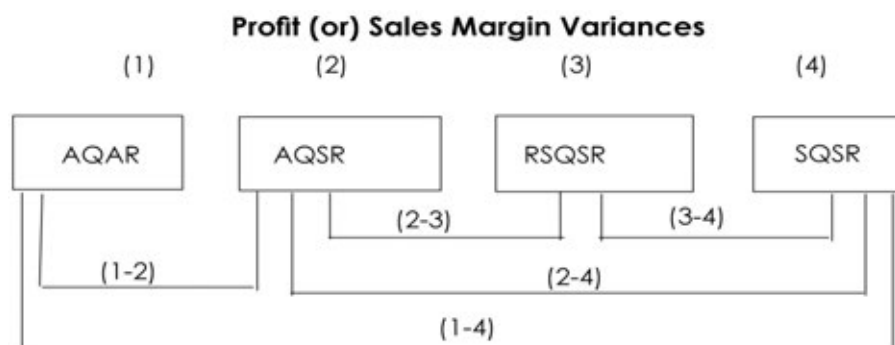 Profit (or) Sales Margin Variances
(1) (2) (3) (4)
AQAR AQSR RSQSR SQSR
(2-3) (3-4)
(1-2) (2-4)
(1-4)